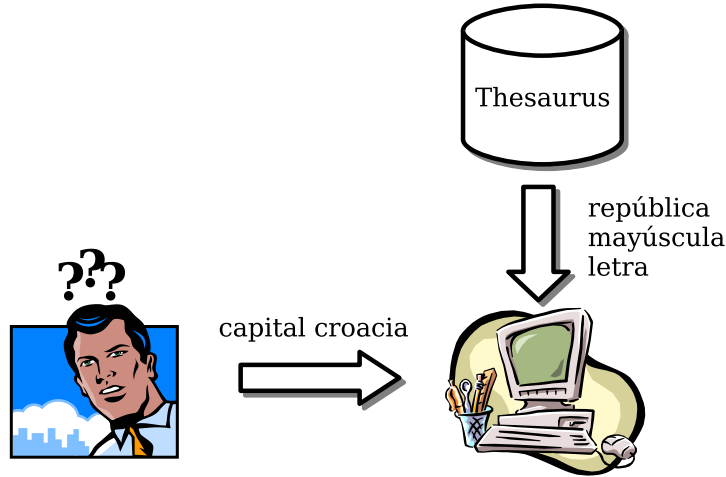 Thesaurus
república
mayúscula
letra
???
capital croacia